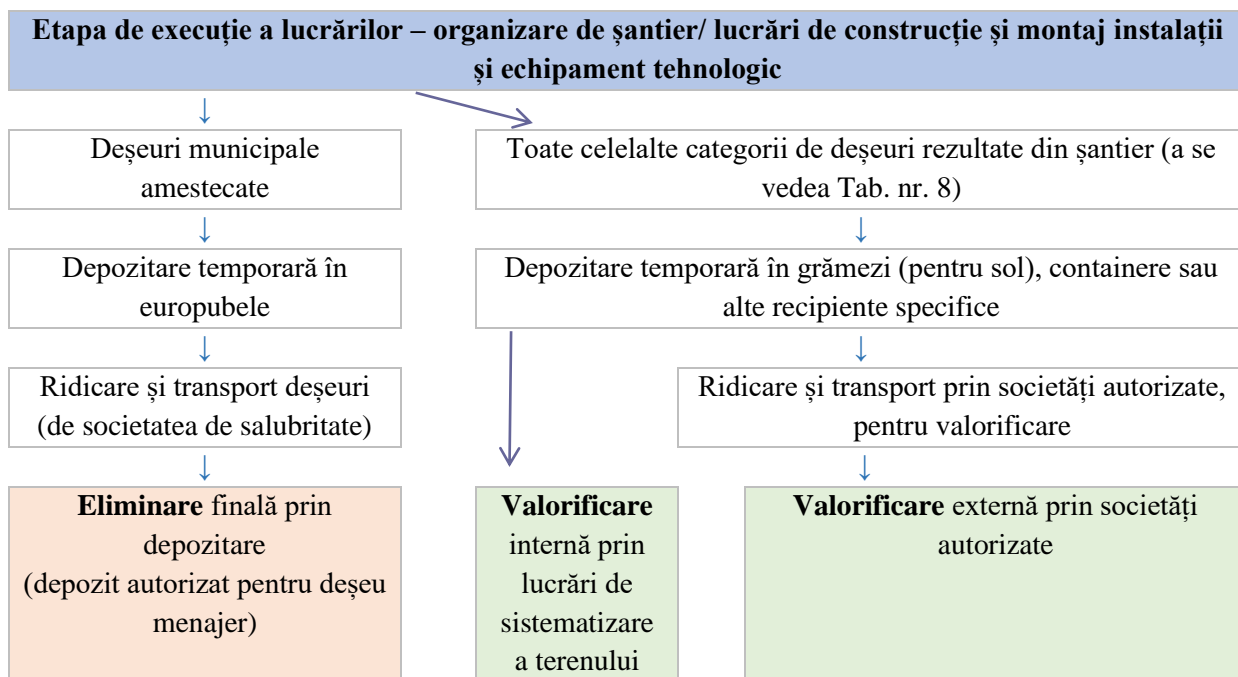 Etapa de execuție a lucrărilor – organizare de șantier/ lucrări de construcție și montaj instalații
și echipament tehnologic
↓
Deșeuri municipale
amestecate
Toate celelalte categorii de deșeuri rezultate din șantier (a se
vedea Tab. nr. 8)
↓
↓
Depozitare temporară în
europubele
Depozitare temporară în grămezi (pentru sol), containere sau
alte recipiente specifice
↓
↓
Ridicare și transport deșeuri
(de societatea de salubritate)
Ridicare și transport prin societăți autorizate,
pentru valorificare
↓
↓
Eliminare finală prin
depozitare
(depozit autorizat pentru deșeu
menajer)
Valorificare
internă prin
lucrări de
sistematizare
a terenului
Valorificare externă prin societăți
autorizate